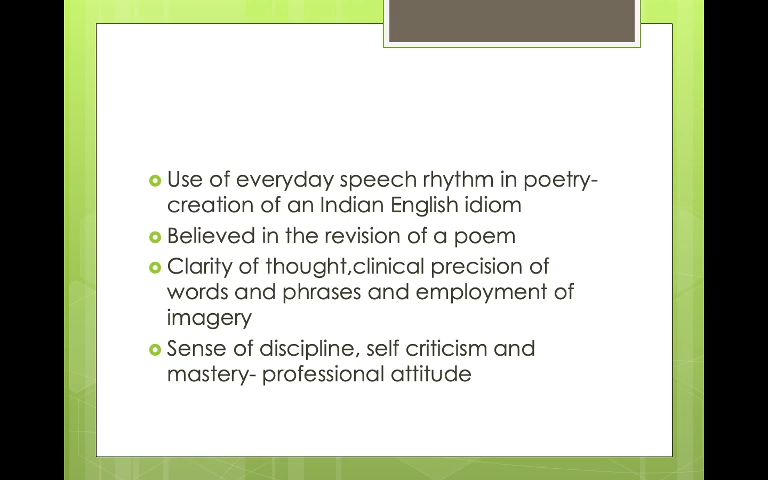 Use of everyday speech rhythm in poetry-
creation of an Indian English idiom
Believed in the revision of a poem
Clarity of thought,clinical precision of
words and phrases and employment of
imagery
Sense of discipline, self criticism and
mastery- professional attitude